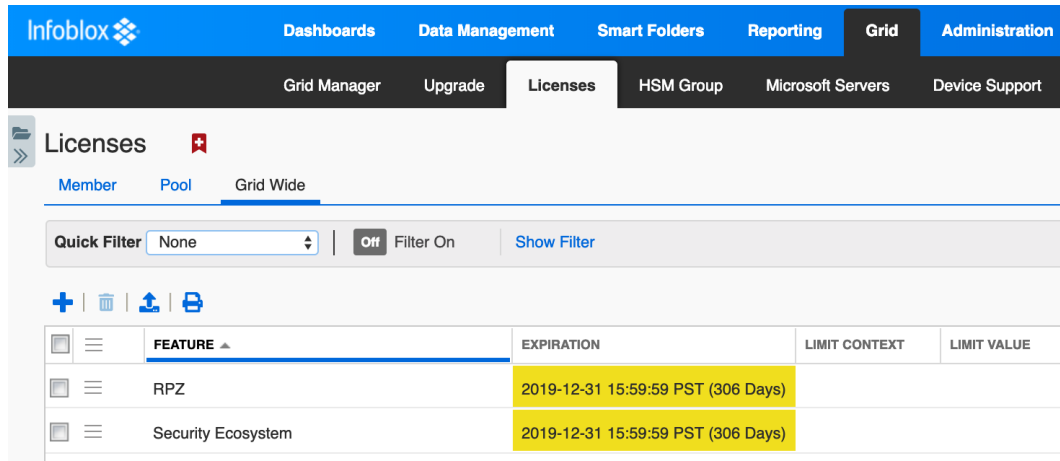 Infoblox Dashboards Data Management Smart Folders Reporting Grid Administration
Grid Manager Upgrade Licenses HSM Group Microsoft Servers Device Support
Licenses
Member Pool Grid Wide
Quick Filter None Off Filter On Show Filter
FEATURE EXPIRATION LIMIT CONTEXT LIMIT VALUE
RPZ 2019-12-31 15:59:59 PST (306 Days)
Security Ecosystem 2019-12-31 15:59:59 PST (306 Days)